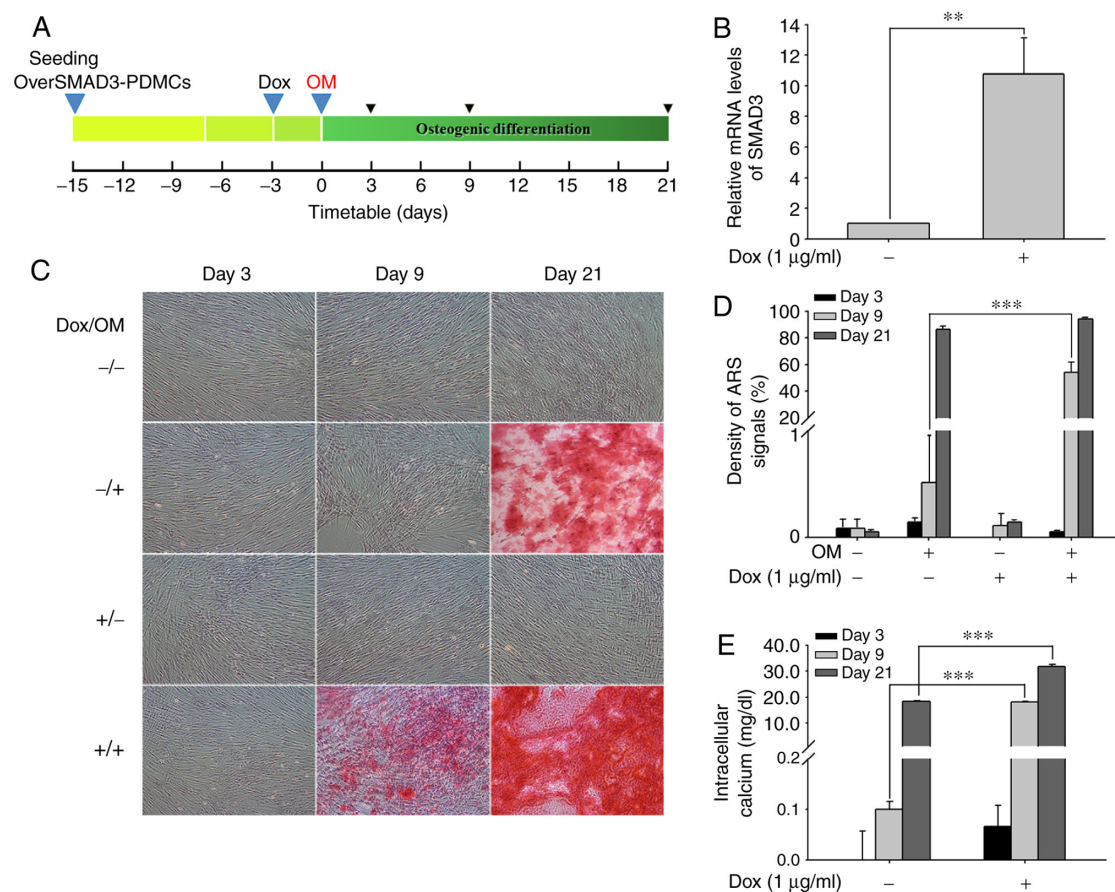 A
Seeding
OverSMAD3-PDMCs
Dox
OM
Osteogenic differentiation
−15 −12 −9 −6 −3 0 3 6 9 12 15 18 21
Timetable (days)
B
Relative mRNA levels
of SMAD3
14
12
10
8
6
4
2
0
**
Dox (1 µg/ml) − +
C
Day 3 Day 9 Day 21
Dox/OM
−/−
−/+
+/−
+/+
D
Day 3
Day 9
Day 21
***
Density of ARS
signals (%)
100
80
60
40
20
1
0
OM − + − +
Dox (1 µg/ml) − − + +
E
Day 3
Day 9
Day 21
***
***
Intracellular
calcium (mg/dl)
40.0
30.0
20.0
10.0
0.2
0.1
0.0
Dox (1 µg/ml) − +